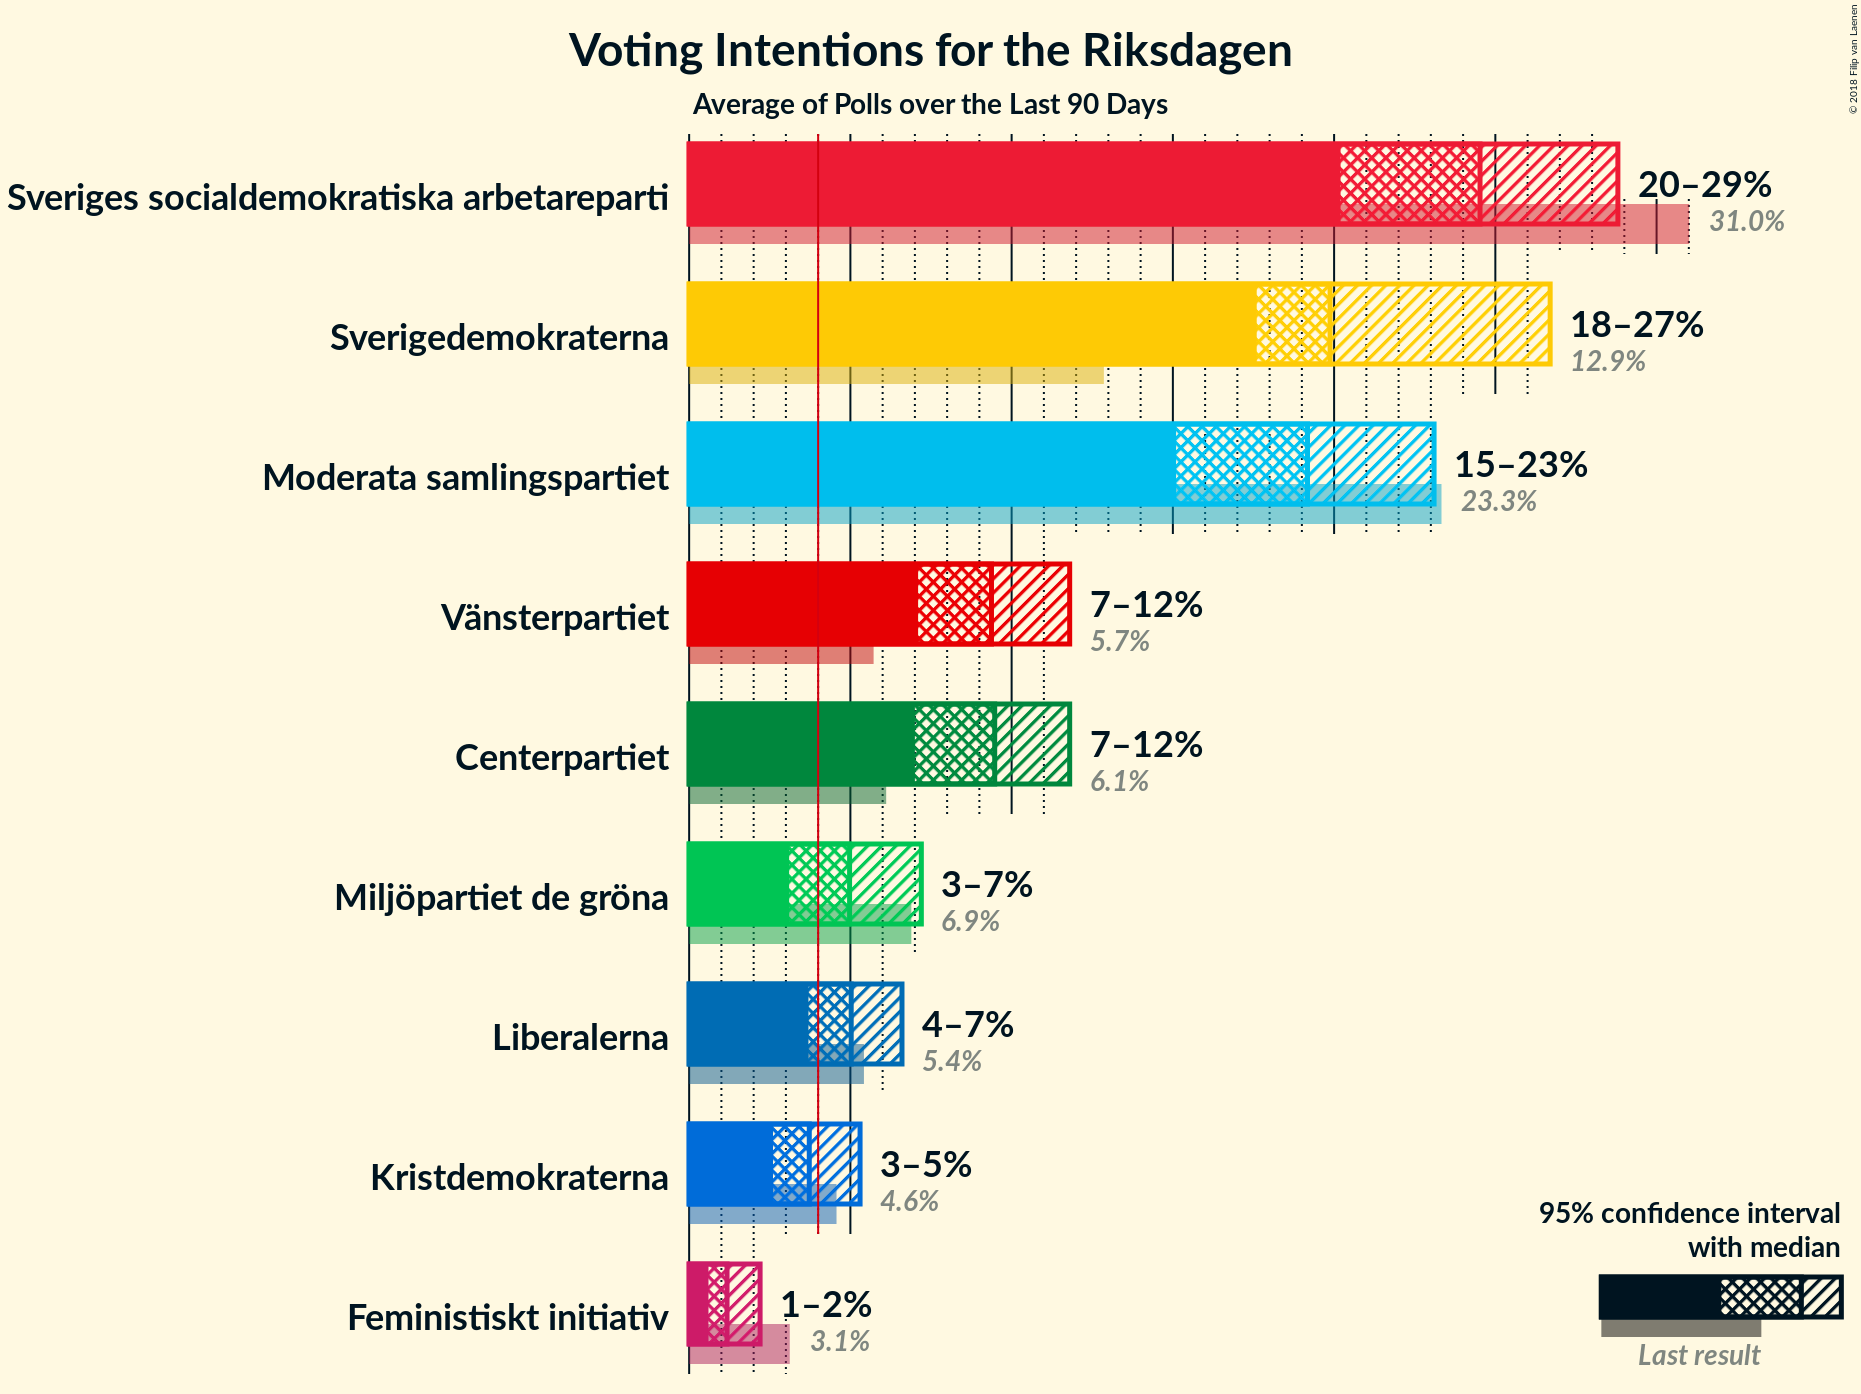 Voting Intentions for the Riksdagen
Average of Polls over the Last 90 Days
© 2018 Filip van Laenen
Sveriges socialdemokratiska arbetareparti
20–29%
31.0%
Sverigedemokraterna
18–27%
12.9%
Moderata samlingspartiet
15–23%
23.3%
Vänsterpartiet
7–12%
5.7%
Centerpartiet
7–12%
6.1%
Miljöpartiet de gröna
3–7%
6.9%
Liberalerna
4–7%
5.4%
Kristdemokraterna
3–5%
4.6%
Feministiskt initiativ
1–2%
3.1%
95% confidence interval
with median
Last result